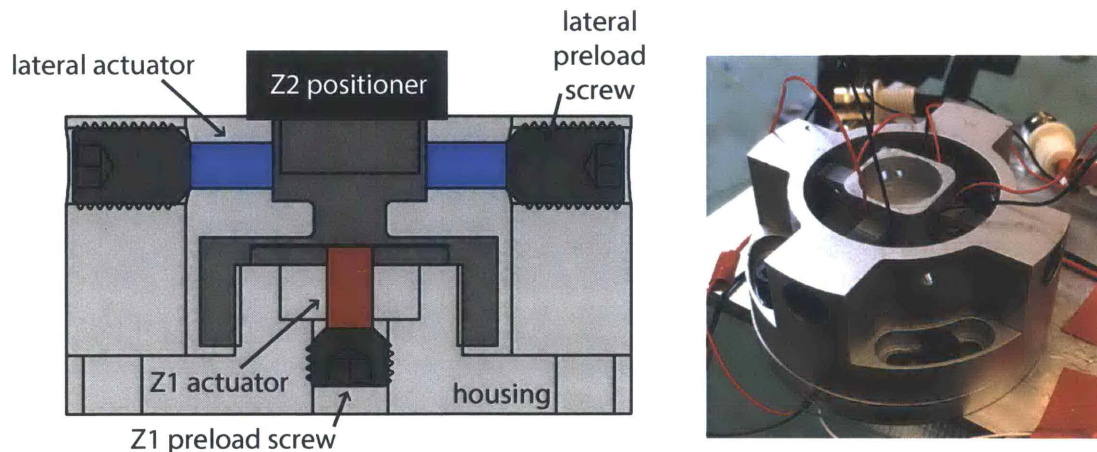 lateral
preload
screw
lateral actuator
Z2 positioner
Z1 actuator
housing
Z1 preload screw